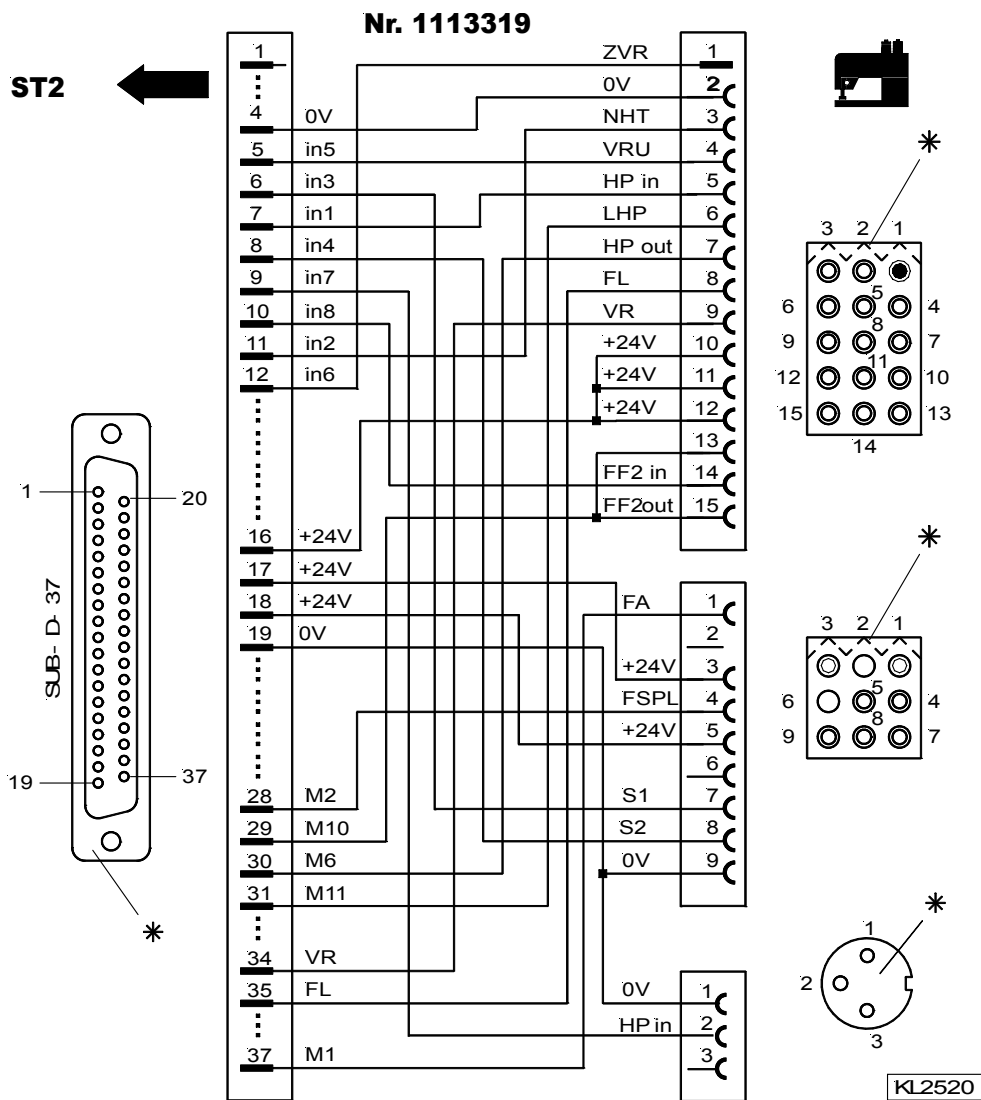 Nr. 1113319
ST2
1
4 0V
5 in5
6 in3
7 in1
8 in4
9 in7
10 in8
11 in2
12 in6
16 +24V
17 +24V
18 +24V
19 0V
28 M2
29 M10
30 M6
31 M11
34 VR
35 FL
37 M1
ZVR 1
0V 2
NHT 3
VRU 4
HP in 5
LHP 6
HP out 7
FL 8
VR 9
+24V 10
+24V 11
+24V 12
13
FF2 in 14
FF2out 15
FA 1
2
+24V 3
FSPL 4
+24V 5
6
S1 7
S2 8
0V 9
0V 1
HP in 2
3
1 20
SUB-D-37
19 37
*
*
3 2 1
6 5 4
9 8 7
12 11 10
15 13
14
*
3 2 1
6 5 4
9 8 7
*
1
2
3
KL2520